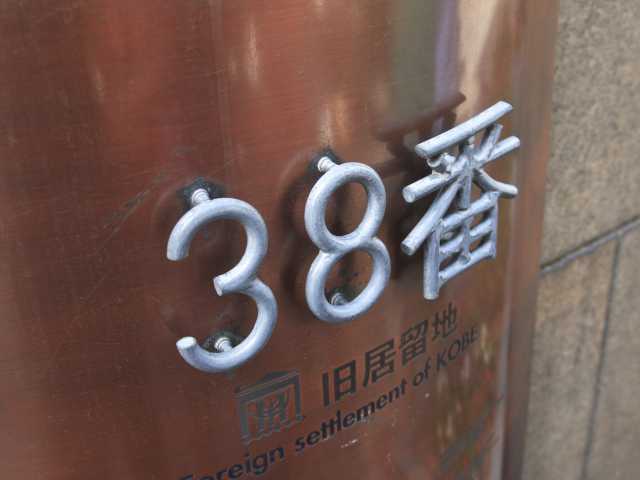 38番
旧居留地
Foreign settlement of KOBE